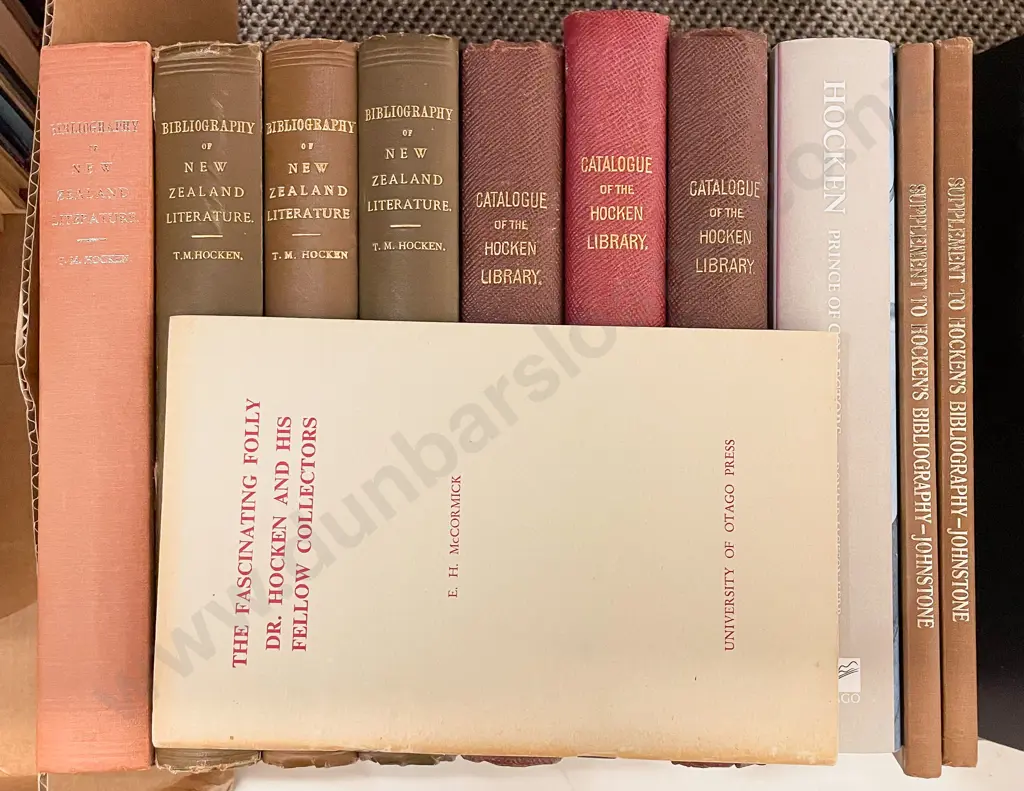 BIBLIOGRAPHY
OF
NEW
ZEALAND
LITERATURE.
T. M. HOCKEN
BIBLIOGRAPHY
OF
NEW
ZEALAND
LITERATURE.
T.M. HOCKEN.
BIBLIOGRAPHY
OF
NEW
ZEALAND
LITERATURE
T. M. HOCKEN
BIBLIOGRAPHY
OF
NEW
ZEALAND
LITERATURE.
T. M. HOCKEN.
CATALOGUE
OF THE
HOCKEN
LIBRARY.
CATALOGUE
OF THE
HOCKEN
LIBRARY.
CATALOGUE
OF THE
HOCKEN
LIBRARY.
HOCKEN PRINCE OF
SUPPLEMENT TO HOCKEN'S BIBLIOGRAPHY–JOHNSTONE
SUPPLEMENT TO HOCKEN'S BIBLIOGRAPHY–JOHNSTONE
THE FASCINATING FOLLY
DR. HOCKEN AND HIS
FELLOW COLLECTORS
E. H. McCORMICK
UNIVERSITY OF OTAGO PRESS